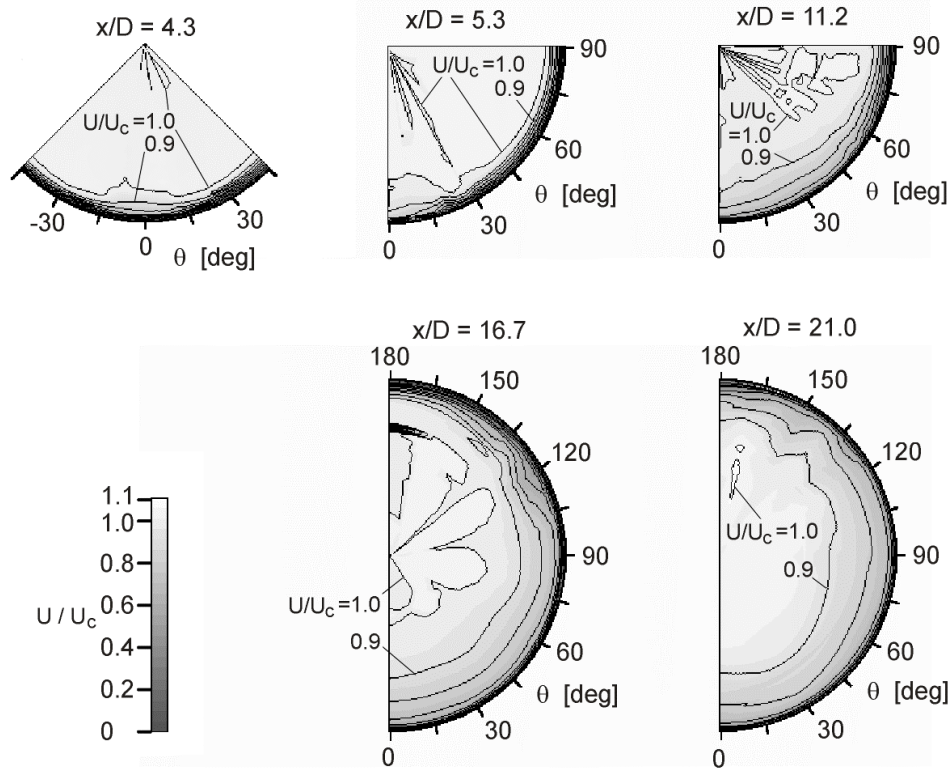 x/D = 4.3
U/Uc =1.0
0.9
-30
0
30
θ [deg]
x/D = 5.3
U/Uc =1.0
0.9
90
60
30
0
θ [deg]
x/D = 11.2
U/Uc
=1.0
0.9
90
60
30
0
θ [deg]
1.1
1.0
0.8
0.6
0.4
0.2
0
U / Uc
x/D = 16.7
180
150
120
90
60
30
0
U/Uc =1.0
0.9
θ [deg]
x/D = 21.0
180
150
120
90
60
30
0
U/Uc =1.0
0.9
θ [deg]